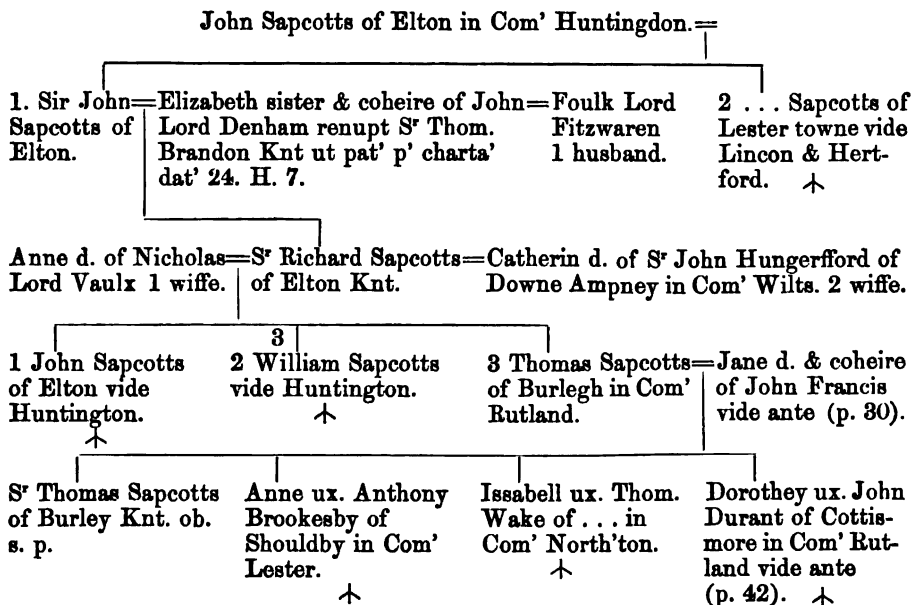 John Sapcotts of Elton in Com' Huntingdon.=
1. Sir John=
Sapcotts of
Elton.
Elizabeth sister & coheire of John=
Lord Denham renupt Sʳ Thom.
Brandon Knt ut pat' p' charta'
dat' 24. H. 7.
Foulk Lord
Fitzwaren
1 husband.
2 ... Sapcotts of
Lester towne vide
Lincon & Hert-
ford.
Anne d. of Nicholas=
Lord Vaulx 1 wiffe.
Sʳ Richard Sapcotts=
of Elton Knt.
Catherin d. of Sʳ John Hungerfford of
Downe Ampney in Com' Wilts. 2 wiffe.
1 John Sapcotts
of Elton vide
Huntington.
3
2 William Sapcotts
vide Huntington.
3 Thomas Sapcotts=
of Burlegh in Com'
Rutland.
Jane d. & coheire
of John Francis
vide ante (p. 30).
Sʳ Thomas Sapcotts
of Burley Knt. ob.
s. p.
Anne ux. Anthony
Brookesby of
Shouldby in Com'
Lester.
Issabell ux. Thom.
Wake of ... in
Com' North'ton.
Dorothey ux. John
Durant of Cottis-
more in Com' Rut-
land vide ante
(p. 42).